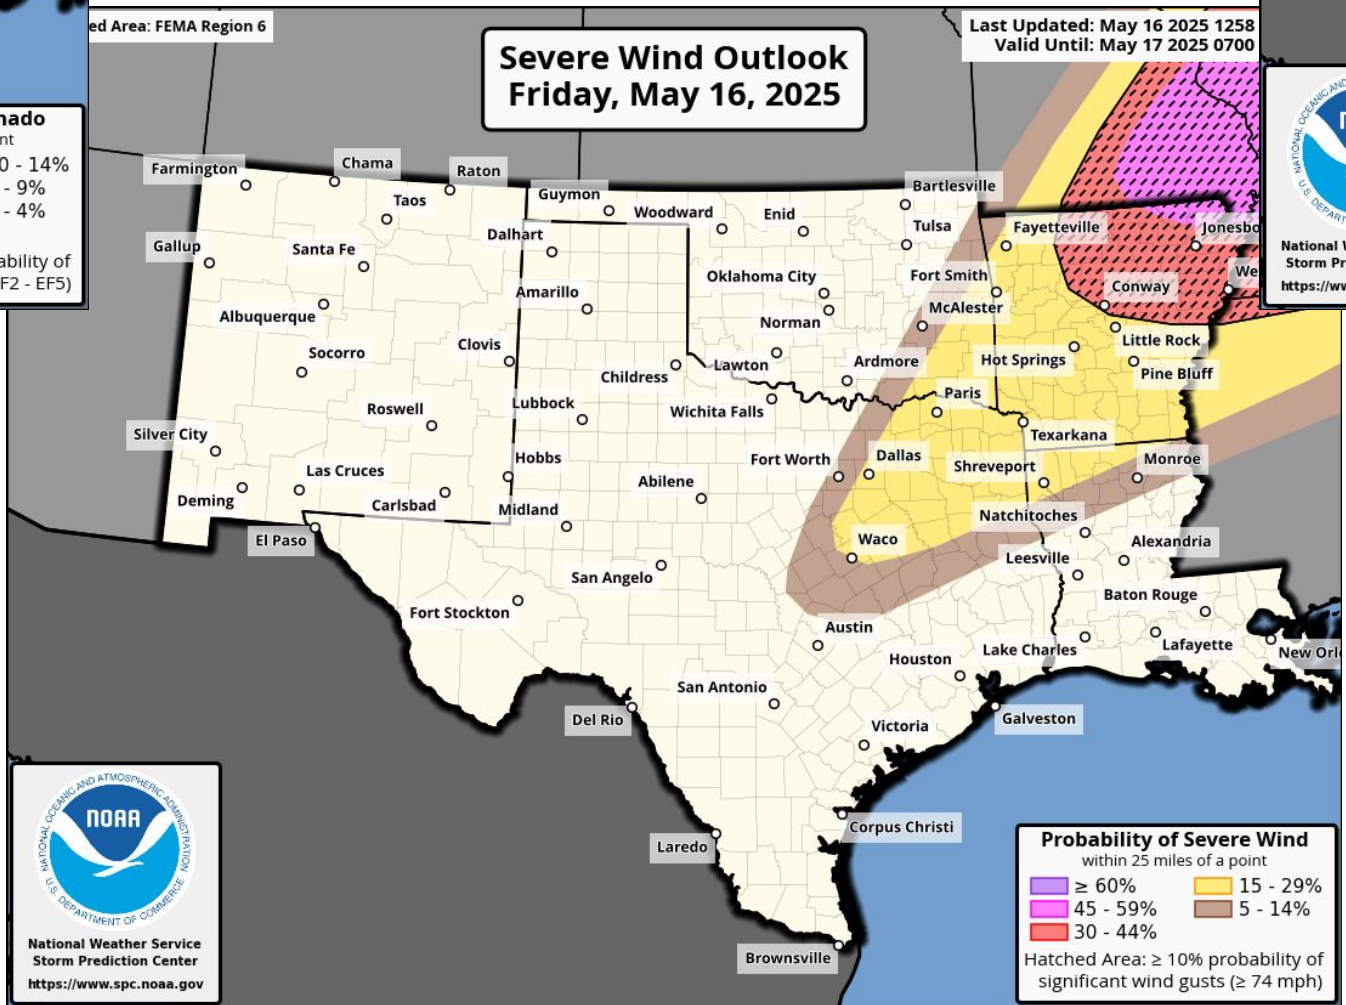 ed Area: FEMA Region 6
Severe Wind Outlook
Friday, May 16, 2025
Last Updated: May 16 2025 1258
Valid Until: May 17 2025 0700
nado
nt
0 - 14%
- 9%
- 4%
ability of
F2 - EF5)
Farmington
Chama
Raton
Taos
Guymon
Woodward
Enid
Bartlesville
Tulsa
Fayetteville
Jonesbo
Gallup
Santa Fe
Dalhart
Oklahoma City
Fort Smith
We
Amarillo
Conway
Albuquerque
Norman
McAlester
Socorro
Clovis
Childress
Lawton
Ardmore
Hot Springs
Little Rock
Pine Bluff
Roswell
Lubbock
Wichita Falls
Paris
Texarkana
Silver City
Las Cruces
Hobbs
Abilene
Fort Worth
Dallas
Shreveport
Monroe
Deming
Carlsbad
Midland
Natchitoches
El Paso
Waco
Alexandria
Leesville
San Angelo
Fort Stockton
Baton Rouge
Austin
Houston
Lake Charles
Lafayette
New Orl
San Antonio
Del Rio
Victoria
Galveston
Corpus Christi
Laredo
Brownsville
NATIONAL OCEANIC AND ATMOSPHERIC ADMINISTRATION
NOAA
U.S. DEPARTMENT OF COMMERCE
National Weather Service
Storm Prediction Center
https://www.spc.noaa.gov
National W
Storm Pr
https://ww
Probability of Severe Wind
within 25 miles of a point
≥ 60%
45 - 59%
30 - 44%
15 - 29%
5 - 14%
Hatched Area: ≥ 10% probability of
significant wind gusts (≥ 74 mph)